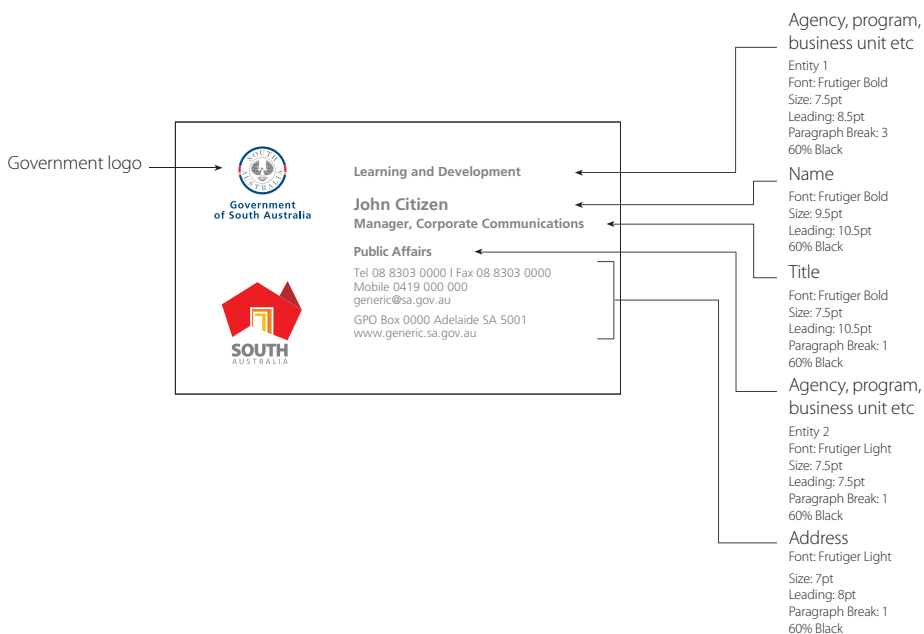 Government logo
SOUTH
AUSTRALIA
Government
of South Australia
SOUTH
AUSTRALIA
Learning and Development
John Citizen
Manager, Corporate Communications
Public Affairs
Tel 08 8303 0000 I Fax 08 8303 0000
Mobile 0419 000 000
generic@sa.gov.au
GPO Box 0000 Adelaide SA 5001
www.generic.sa.gov.au
Agency, program,
business unit etc
Entity 1
Font: Frutiger Bold
Size: 7.5pt
Leading: 8.5pt
Paragraph Break: 3
60% Black
Name
Font: Frutiger Bold
Size: 9.5pt
Leading: 10.5pt
60% Black
Title
Font: Frutiger Bold
Size: 7.5pt
Leading: 10.5pt
Paragraph Break: 1
60% Black
Agency, program,
business unit etc
Entity 2
Font: Frutiger Light
Size: 7.5pt
Leading: 7.5pt
Paragraph Break: 1
60% Black
Address
Font: Frutiger Light
Size: 7pt
Leading: 8pt
Paragraph Break: 1
60% Black